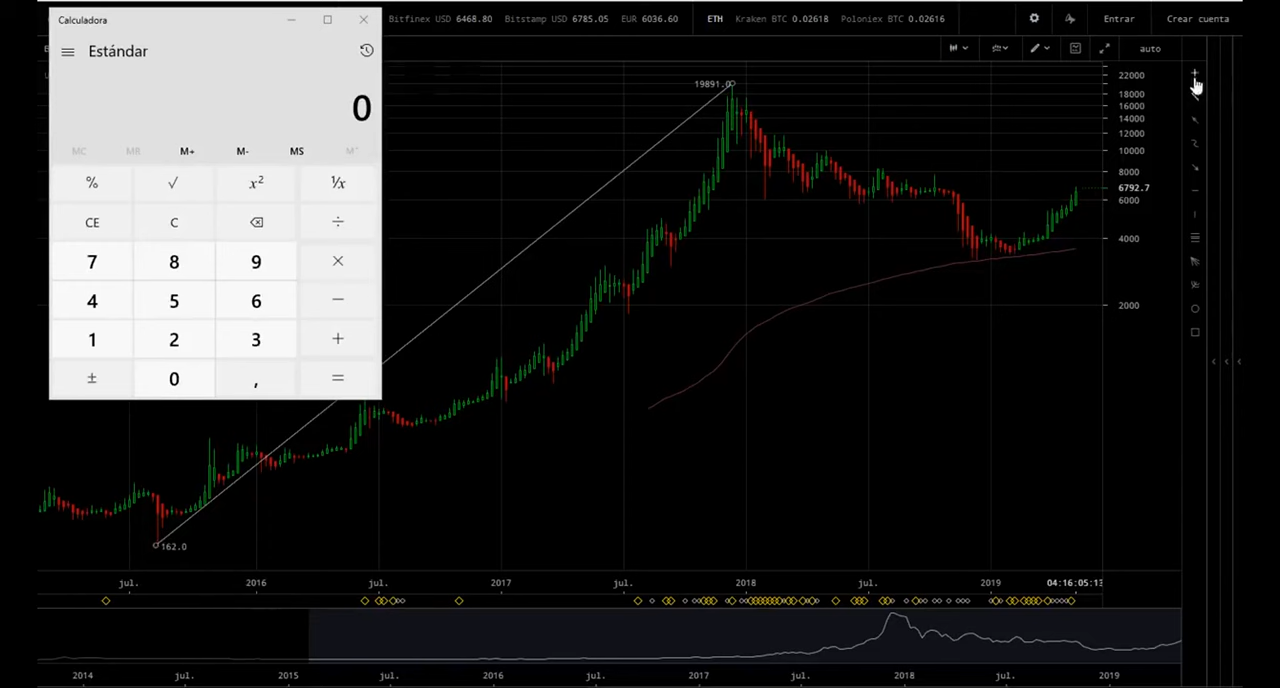 Calculadora
Bitfinex USD 6468.80 Bitstamp USD 6785.05 EUR 6036.60 ETH Kraken BTC 0.02618 Poloniex BTC 0.02616 Entrar Crear cuenta
Estándar
auto
0
MC MR M+ M- MS M˅
% √ x² ¹/x
CE C ⌫ ÷
7 8 9 ×
4 5 6 −
1 2 3 +
± 0 , =
19891.0
22000
18000
16000
14000
12000
10000
8000
6792.7
6000
4000
2000
162.0
jul. 2016 jul. 2017 jul. 2018 jul. 2019 04:16:05:13
2014 jul. 2015 jul. 2016 jul. 2017 jul. 2018 jul. 2019